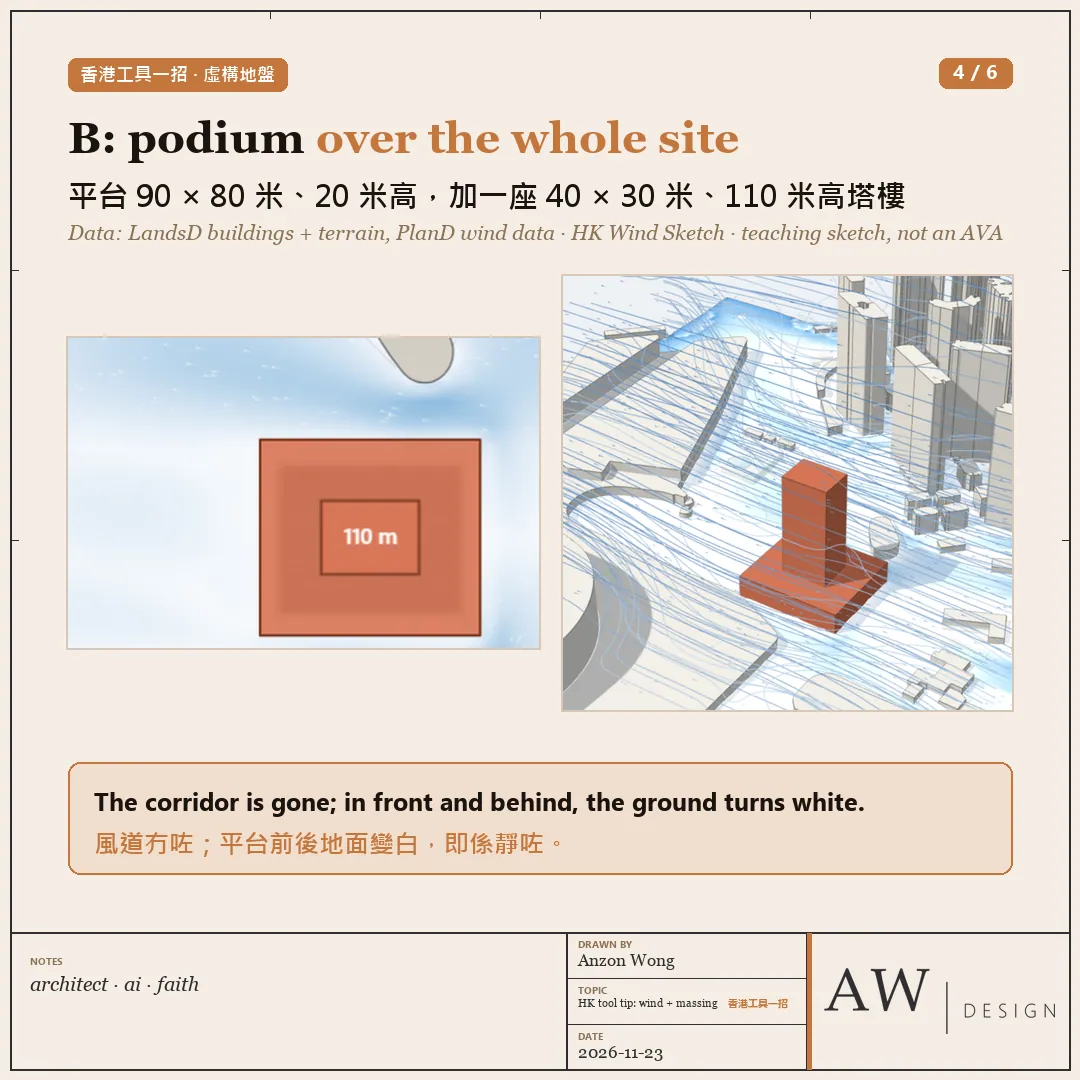 香港工具一招 · 虛構地盤
4 / 6
B: podium over the whole site
平台 90 × 80 米、20 米高，加一座 40 × 30 米、110 米高塔樓
Data: LandsD buildings + terrain, PlanD wind data · HK Wind Sketch · teaching sketch, not an AVA
110 m
The corridor is gone; in front and behind, the ground turns white.
風道冇咗；平台前後地面變白，即係靜咗。
NOTES
architect · ai · faith
DRAWN BY
Anzon Wong
TOPIC
HK tool tip: wind + massing 香港工具一招
DATE
2026-11-23
AW DESIGN